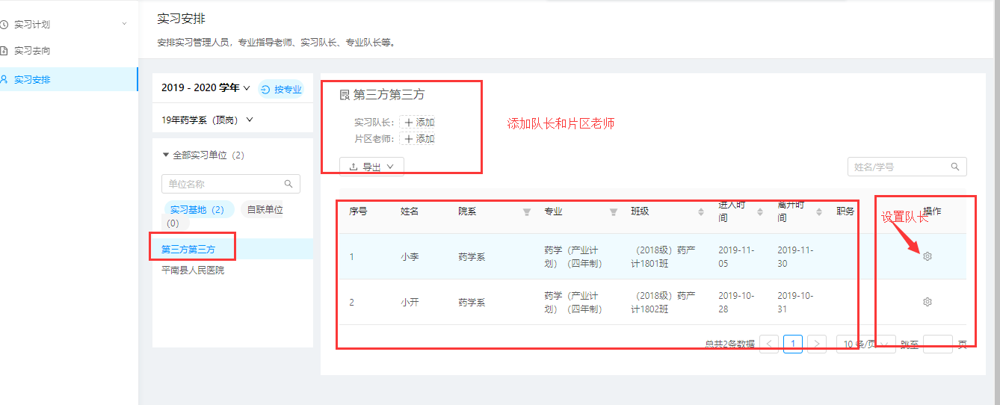 实习计划
实习去向
实习安排
实习安排
安排实习管理人员，专业指导老师、实习队长、专业队长等。
2019 - 2020 学年
按专业
19年药学系（顶岗）
全部实习单位（2）
单位名称
实习基地（2）
自联单位
（0）
第三方第三方
平南县人民医院
第三方第三方
实习队长：
添加
片区老师：
添加
添加队长和片区老师
导出
姓名/学号
序号 姓名 院系 专业 班级 进入时间 离开时间 职务 操作
设置队长
1 小李 药学系 药学（产业计划）（四年制） （2018级）药产计1801班 2019-11-05 2019-11-30
2 小开 药学系 药学（产业计划）（四年制） （2018级）药产计1802班 2019-10-28 2019-10-31
总共2条数据 1 10 条/页 跳至 页